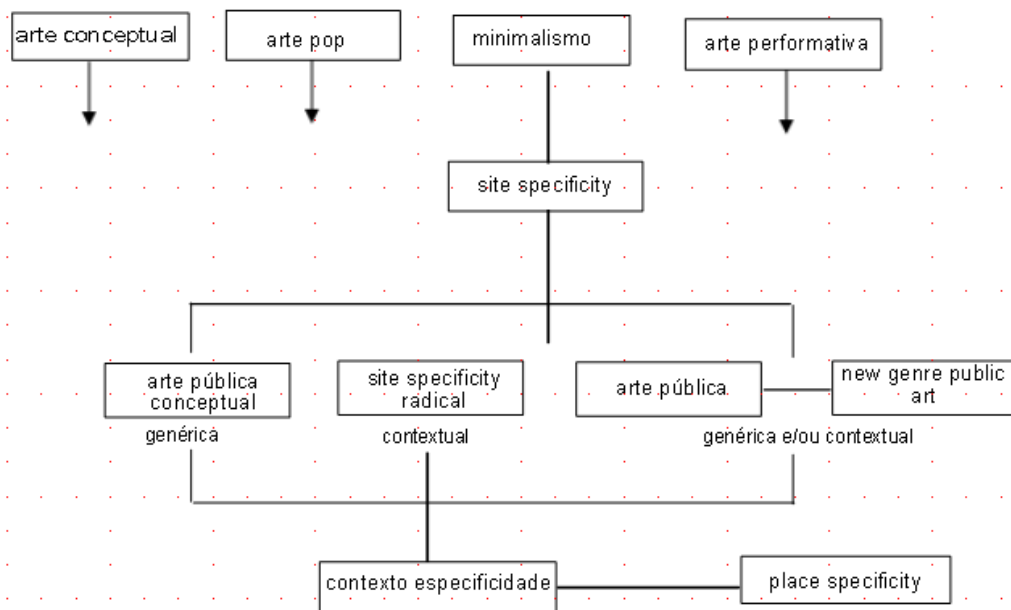 arte conceptual
arte pop
minimalismo
arte performativa
site specificity
arte pública
conceptual
site specificity
radical
arte pública
new genre public
art
genérica
contextual
genérica e/ou contextual
contexto especificidade
place specificity